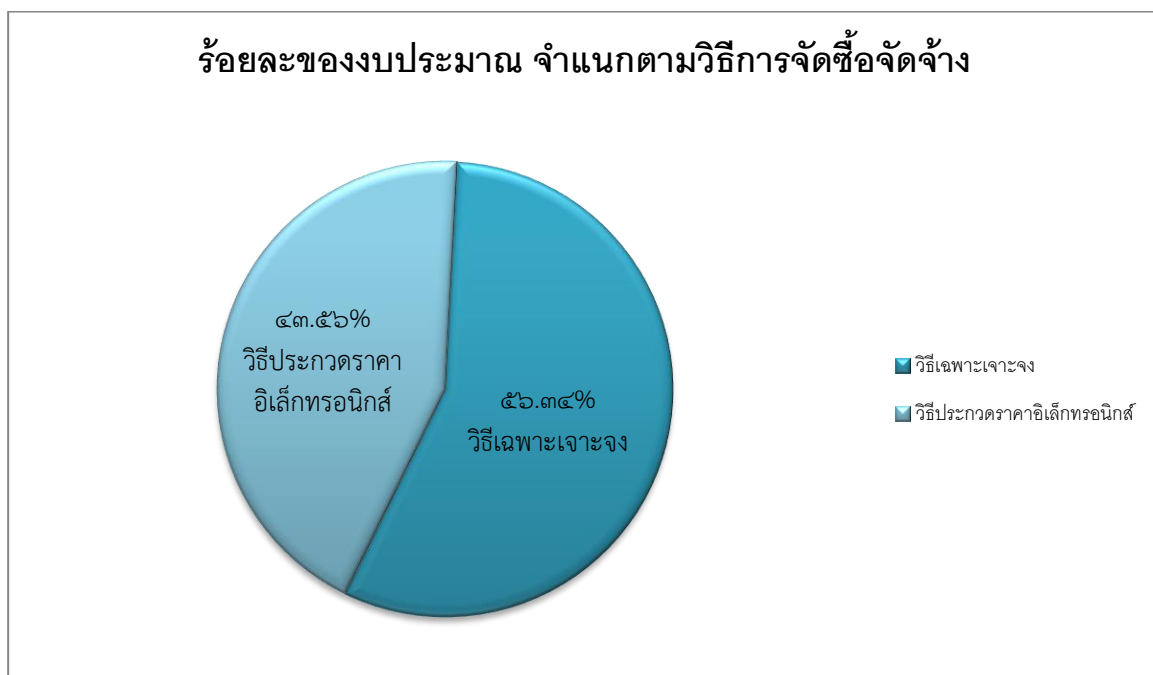 ร้อยละของงบประมาณ จำแนกตามวิธีการจัดซื้อจัดจ้าง
๔๓.๕๖%
วิธีประกวดราคา
อิเล็กทรอนิกส์
๕๖.๓๔%
วิธีเฉพาะเจาะจง
วิธีเฉพาะเจาะจง
วิธีประกวดราคาอิเล็กทรอนิกส์